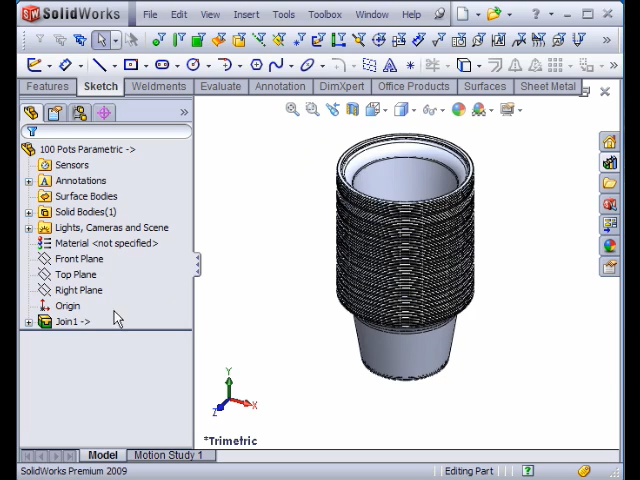 SolidWorks File Edit View Insert Tools Toolbox Window Help
Features Sketch Weldments Evaluate Annotation DimXpert Office Products Surfaces Sheet Metal
100 Pots Parametric ->
Sensors
Annotations
Surface Bodies
Solid Bodies(1)
Lights, Cameras and Scene
Material <not specified>
Front Plane
Top Plane
Right Plane
Origin
Join1 ->
Y
X
Z
*Trimetric
Model Motion Study 1
SolidWorks Premium 2009 Editing Part